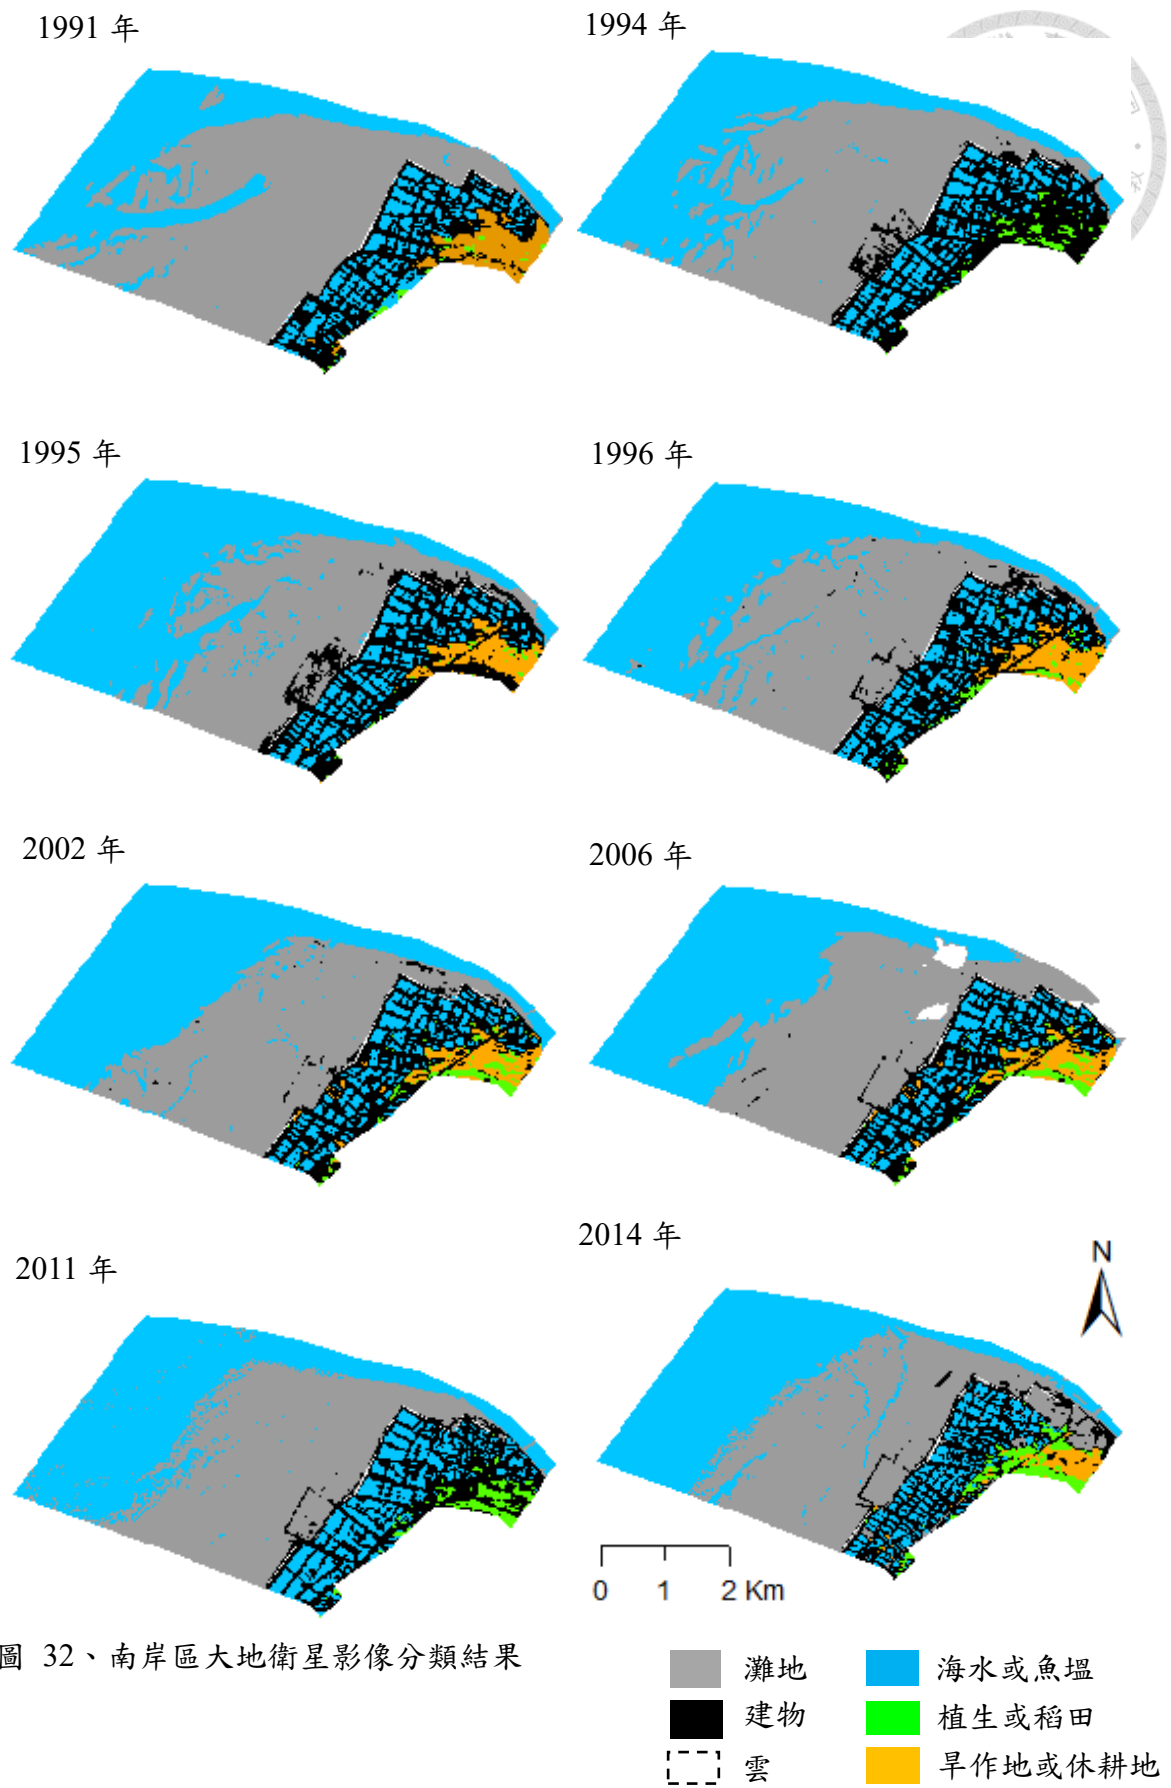 1991 年
1994 年
1995 年
1996 年
2002 年
2006 年
2011 年
2014 年
N
0 1 2 Km
圖 32、南岸區大地衛星影像分類結果
灘地 海水或魚塭
建物 植生或稻田
雲 旱作地或休耕地